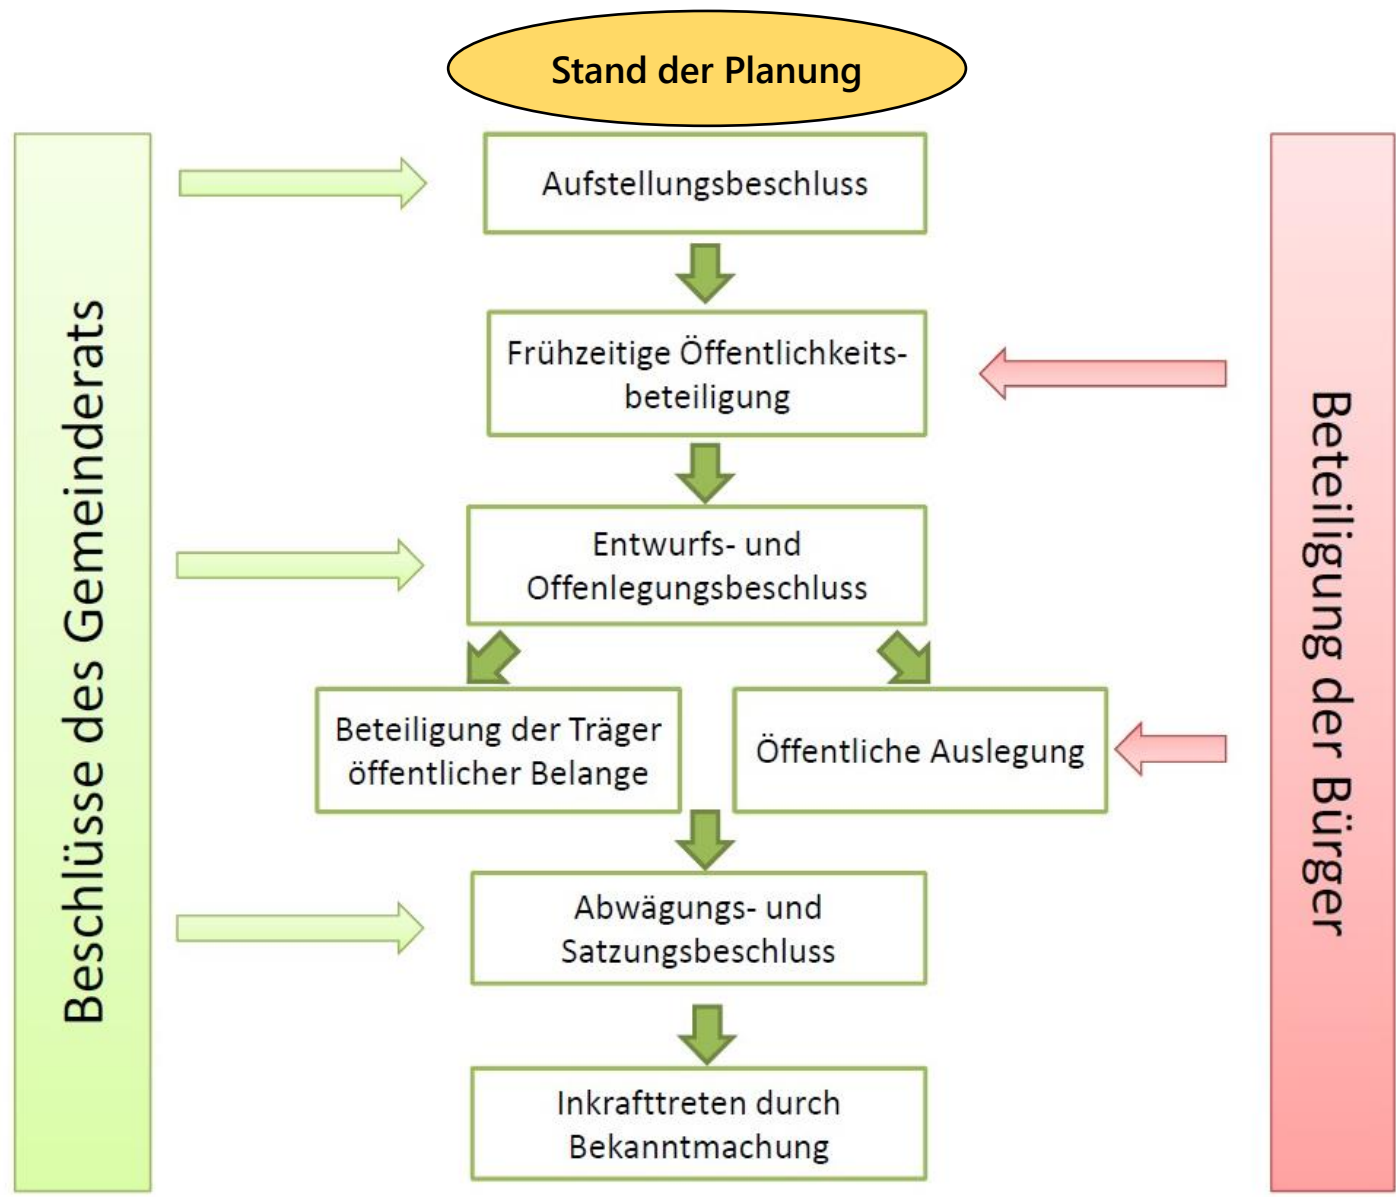 Stand der Planung
Beschlüsse des Gemeinderats
Aufstellungsbeschluss
Frühzeitige Öffentlichkeits-
beteiligung
Entwurfs- und
Offenlegungsbeschluss
Beteiligung der Träger
öffentlicher Belange
Öffentliche Auslegung
Abwägungs- und
Satzungsbeschluss
Inkrafttreten durch
Bekanntmachung
Beteiligung der Bürger